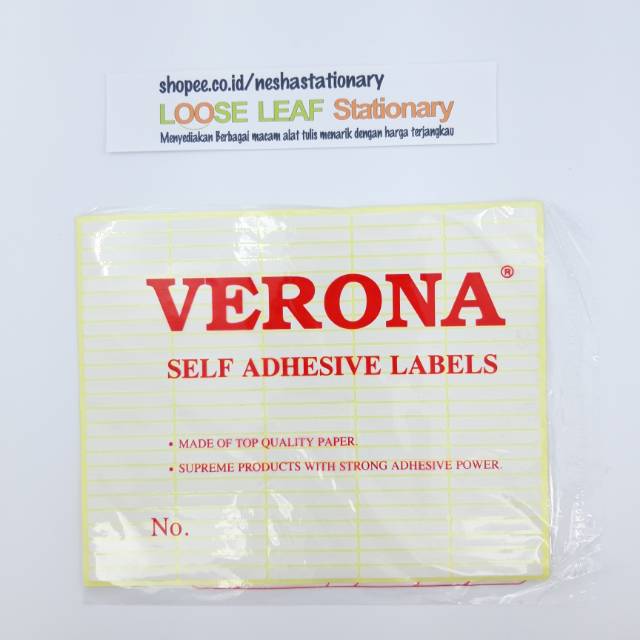 shopee.co.id/neshastationary
LOOSE LEAF Stationary
Menyediakan Berbagai macam alat tulis menarik dengan harga terjangkau
VERONA®
SELF ADHESIVE LABELS
• MADE OF TOP QUALITY PAPER.
• SUPREME PRODUCTS WITH STRONG ADHESIVE POWER.
No.